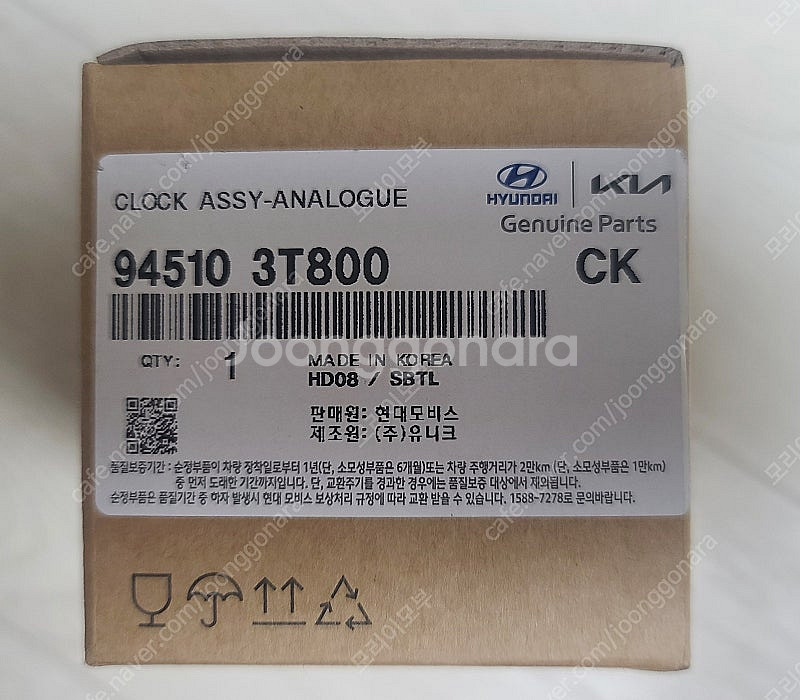 CLOCK ASSY-ANALOGUE
HYUNDAI KIA
Genuine Parts
94510 3T800 CK
QTY: 1 MADE IN KOREA
HD08 / SBTL
판매원: 현대모비스
제조원: (주)유니크
품질보증기간 : 순정부품이 차량 장착일로부터 1년(단, 소모성부품은 6개월)또는 차량 주행거리가 2만km (단, 소모성부품은 1만km)
중 먼저 도래한 기간까지입니다. 단, 교환주기를 경과한 경우에는 품질보증 대상에서 제외됩니다.
순정부품은 품질기간 중 하자 발생시 현대 모비스 보상처리 규정에 따라 교환 받을 수 있습니다. 1588-7278로 문의바랍니다.
joonggonara
cafe.naver.com/joonggonara
모리이모부